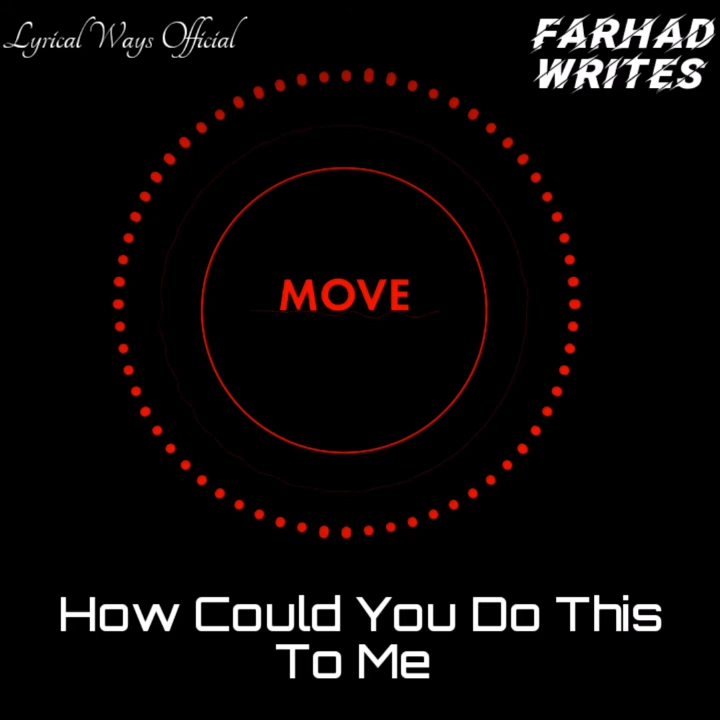 Lyrical Ways Official
FARHAD
WRITES
MOVE
How Could You Do This
To Me